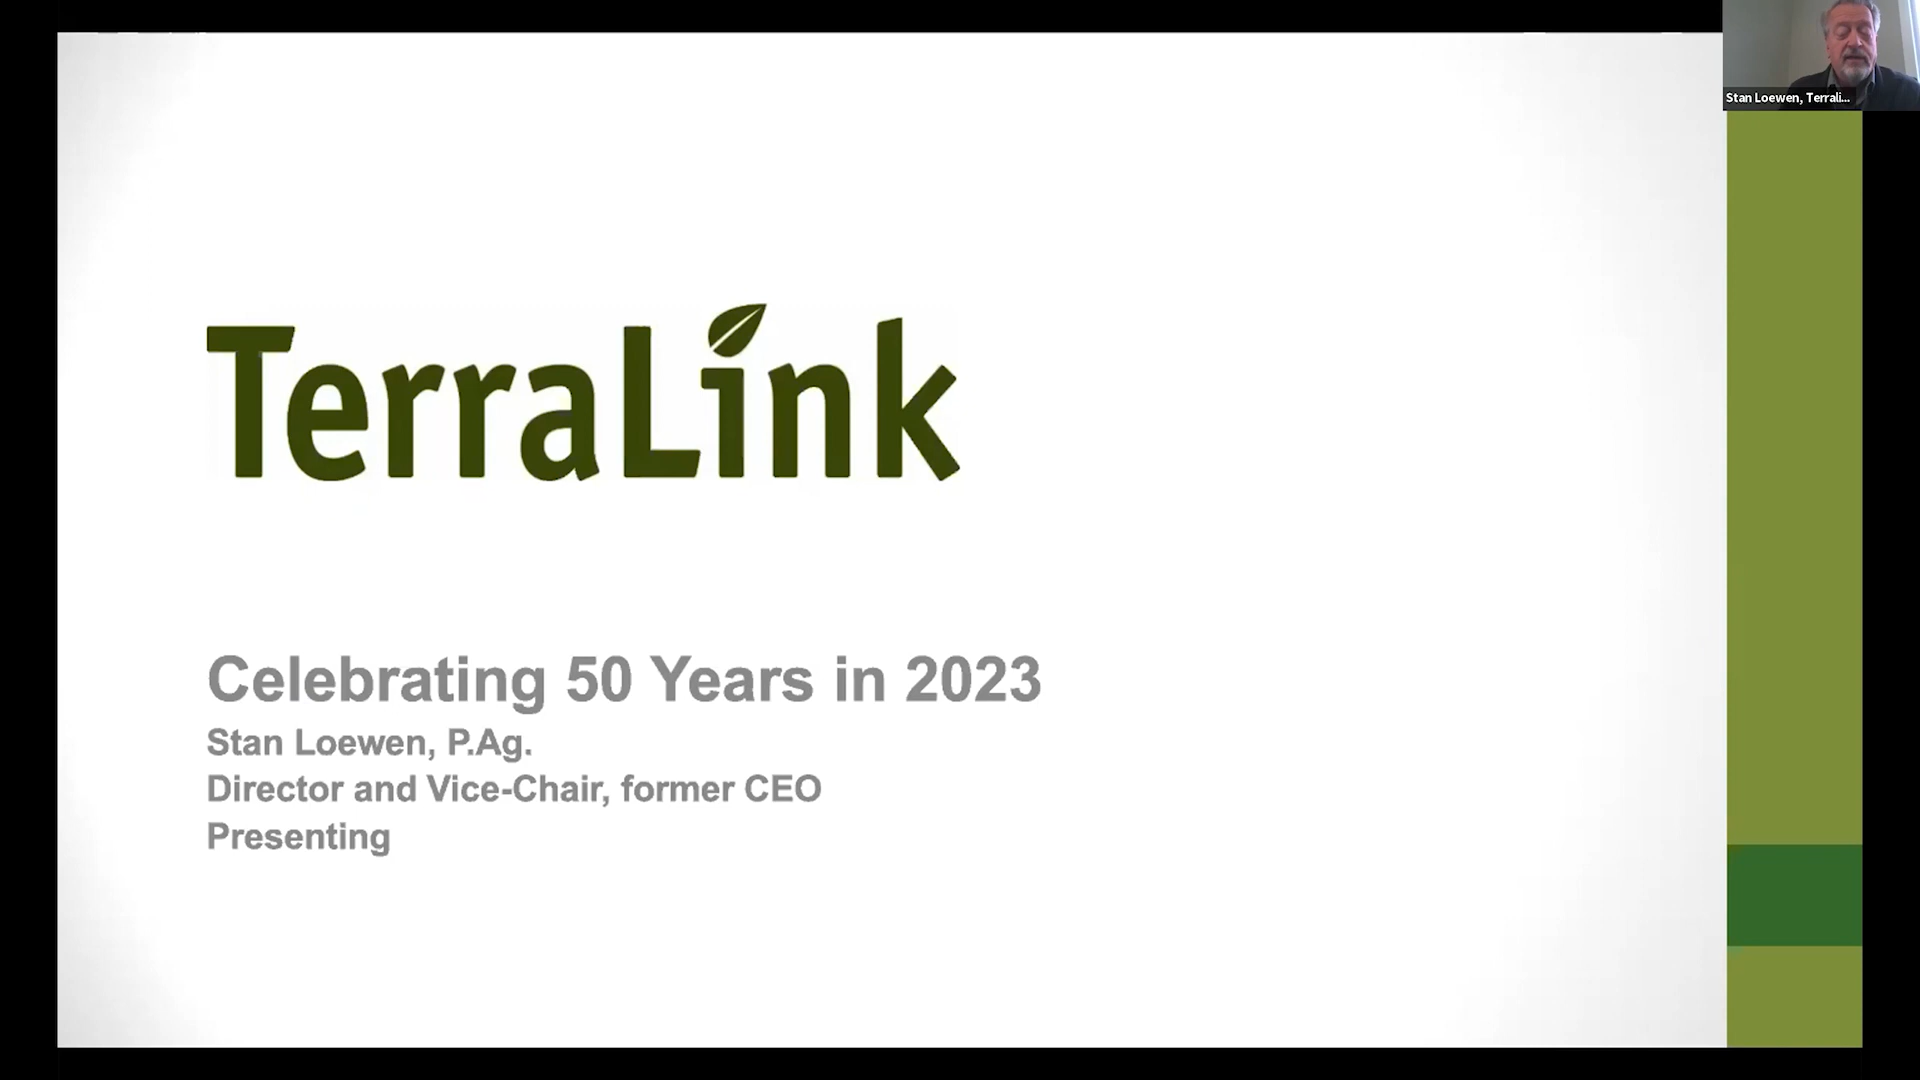 Stan Loewen, Terrali...
TerraLink
Celebrating 50 Years in 2023
Stan Loewen, P.Ag.
Director and Vice-Chair, former CEO
Presenting